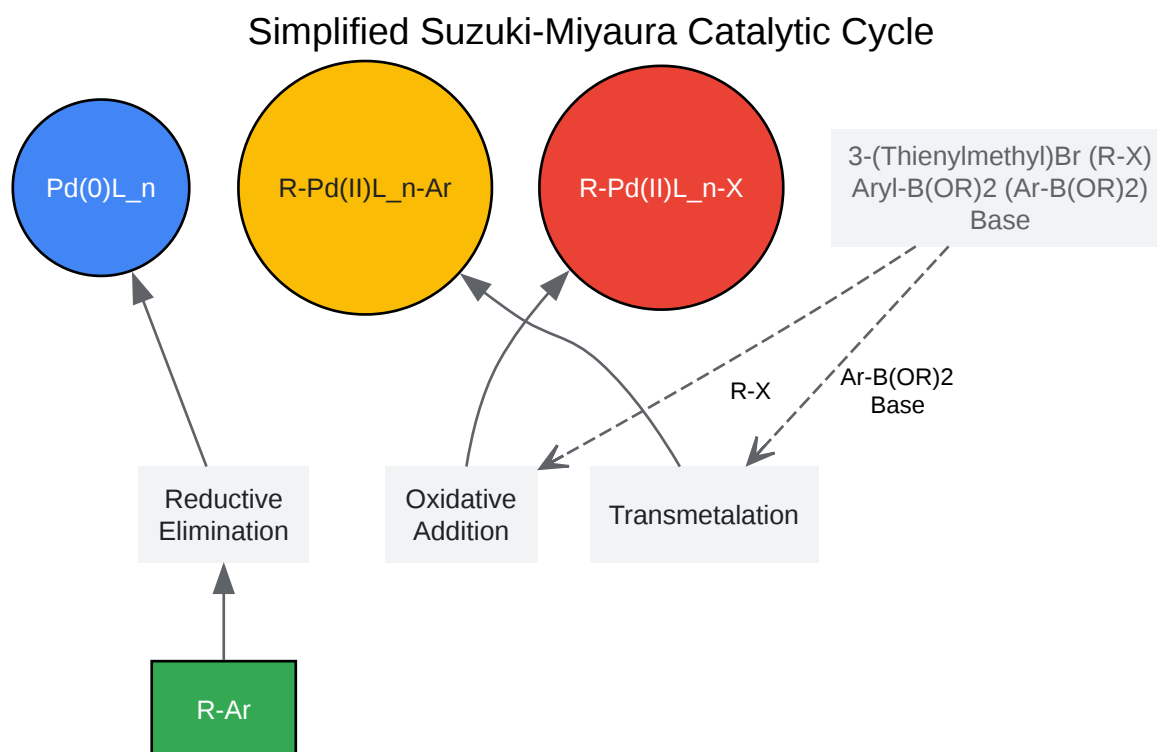 Simplified Suzuki-Miyaura Catalytic Cycle
Pd(0)L_n
R-Pd(II)L_n-Ar
R-Pd(II)L_n-X
3-(Thienylmethyl)Br (R-X)
Aryl-B(OR)2 (Ar-B(OR)2)
Base
R-X
Ar-B(OR)2
Base
Reductive
Elimination
Oxidative
Addition
Transmetalation
R-Ar